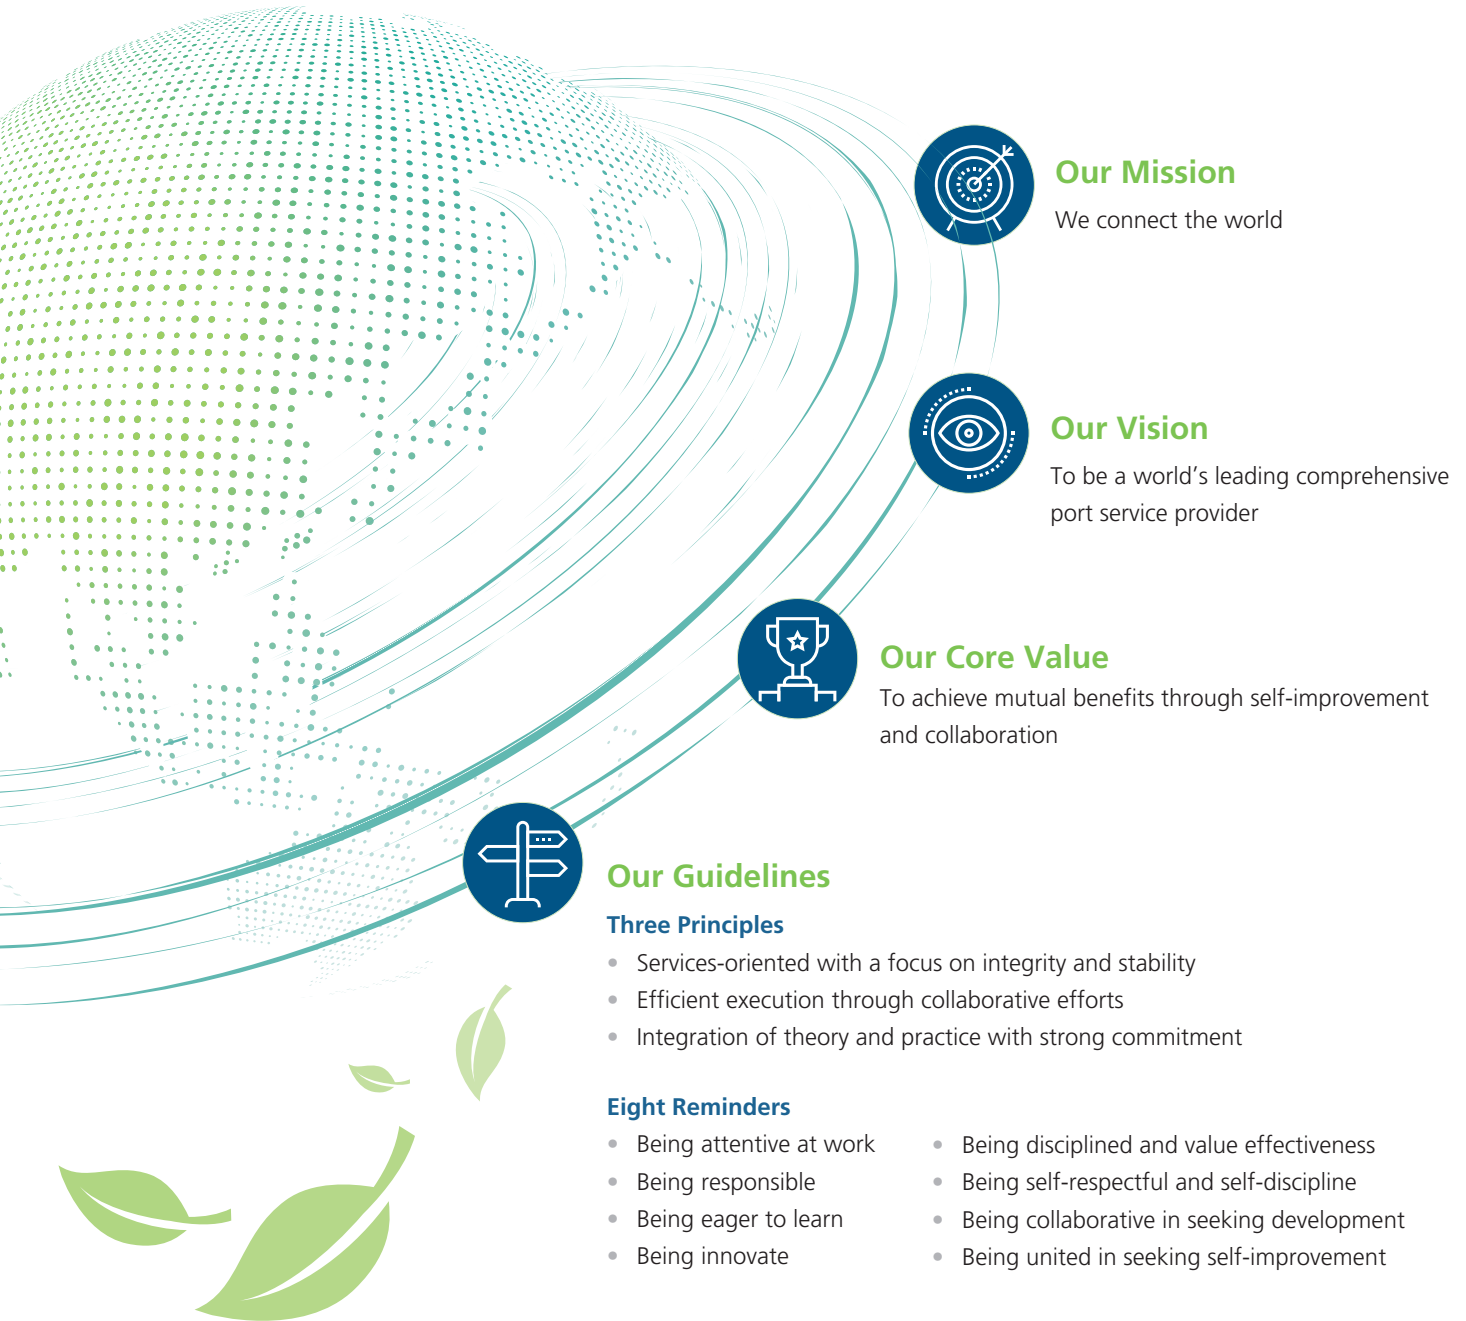 Our Mission
We connect the world
Our Vision
To be a world’s leading comprehensive
port service provider
Our Core Value
To achieve mutual benefits through self-improvement
and collaboration
Our Guidelines
Three Principles
• Services-oriented with a focus on integrity and stability
• Efficient execution through collaborative efforts
• Integration of theory and practice with strong commitment
Eight Reminders
• Being attentive at work
• Being responsible
• Being eager to learn
• Being innovate
• Being disciplined and value effectiveness
• Being self-respectful and self-discipline
• Being collaborative in seeking development
• Being united in seeking self-improvement